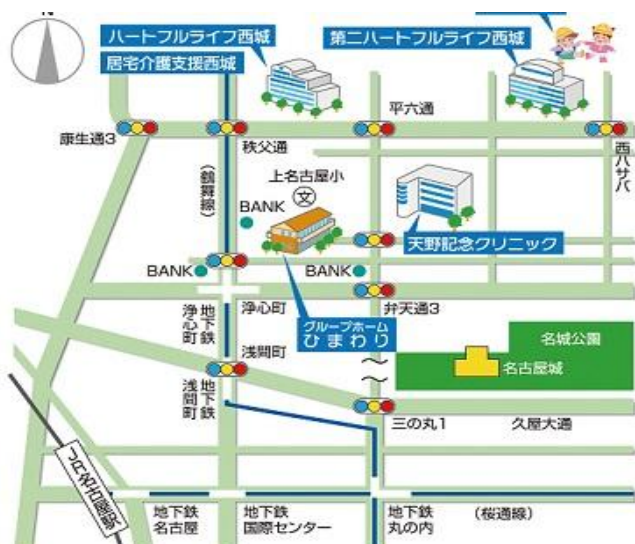 N
ハートフルライフ西城
居宅介護支援西城
第二ハートフルライフ西城
康生通3
秩父通
平六通
西ハサバ
(鶴舞線)
上名古屋小
文
BANK
天野記念クリニック
BANK
BANK
地下鉄
浄心町
浄心町
弁天通3
グループホーム
ひまわり
浅間町
名城公園
名古屋城
地下鉄
浅間町
三の丸1
久屋大通
JR名古屋駅
地下鉄
名古屋
地下鉄
国際センター
地下鉄
丸の内
(桜通線)